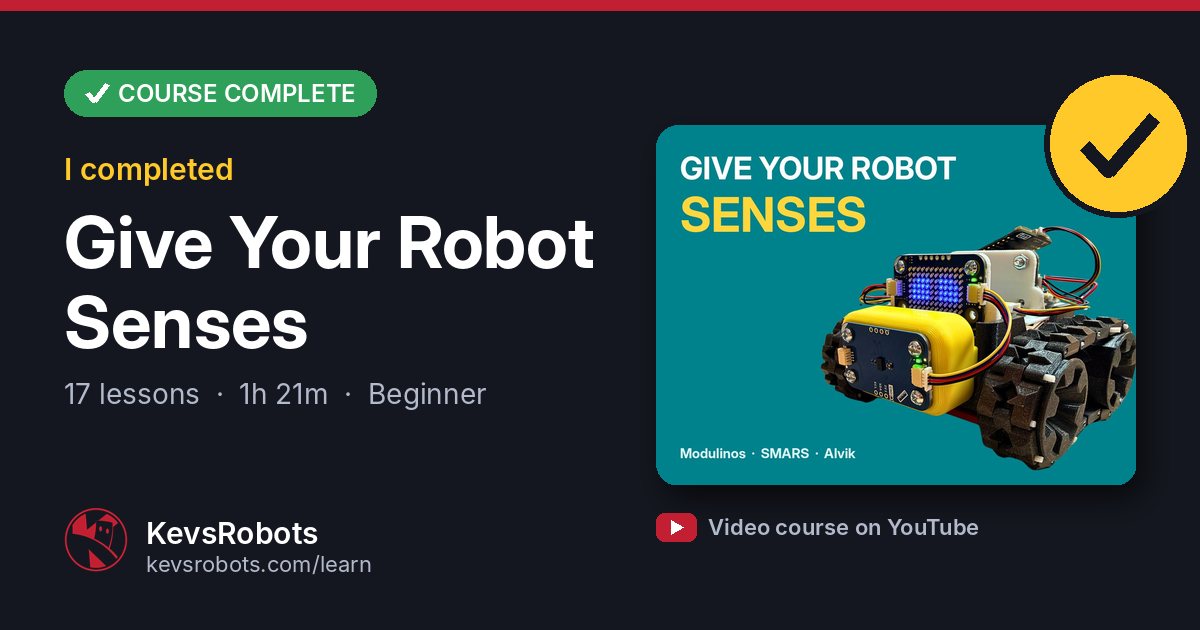 COURSE COMPLETE
I completed
Give Your Robot
Senses
17 lessons · 1h 21m · Beginner
KevsRobots
kevsrobots.com/learn
GIVE YOUR ROBOT
SENSES
Modulinos · SMARS · Alvik
Video course on YouTube